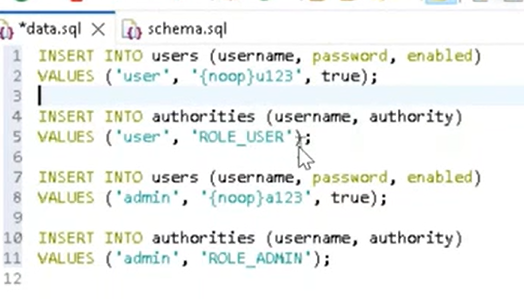 *data.sql schema.sql
1 INSERT INTO users (username, password, enabled)
2 VALUES ('user', '{noop}u123', true);
3
4 INSERT INTO authorities (username, authority)
5 VALUES ('user', 'ROLE_USER');
6
7 INSERT INTO users (username, password, enabled)
8 VALUES ('admin', '{noop}a123', true);
9
10 INSERT INTO authorities (username, authority)
11 VALUES ('admin', 'ROLE_ADMIN');
12